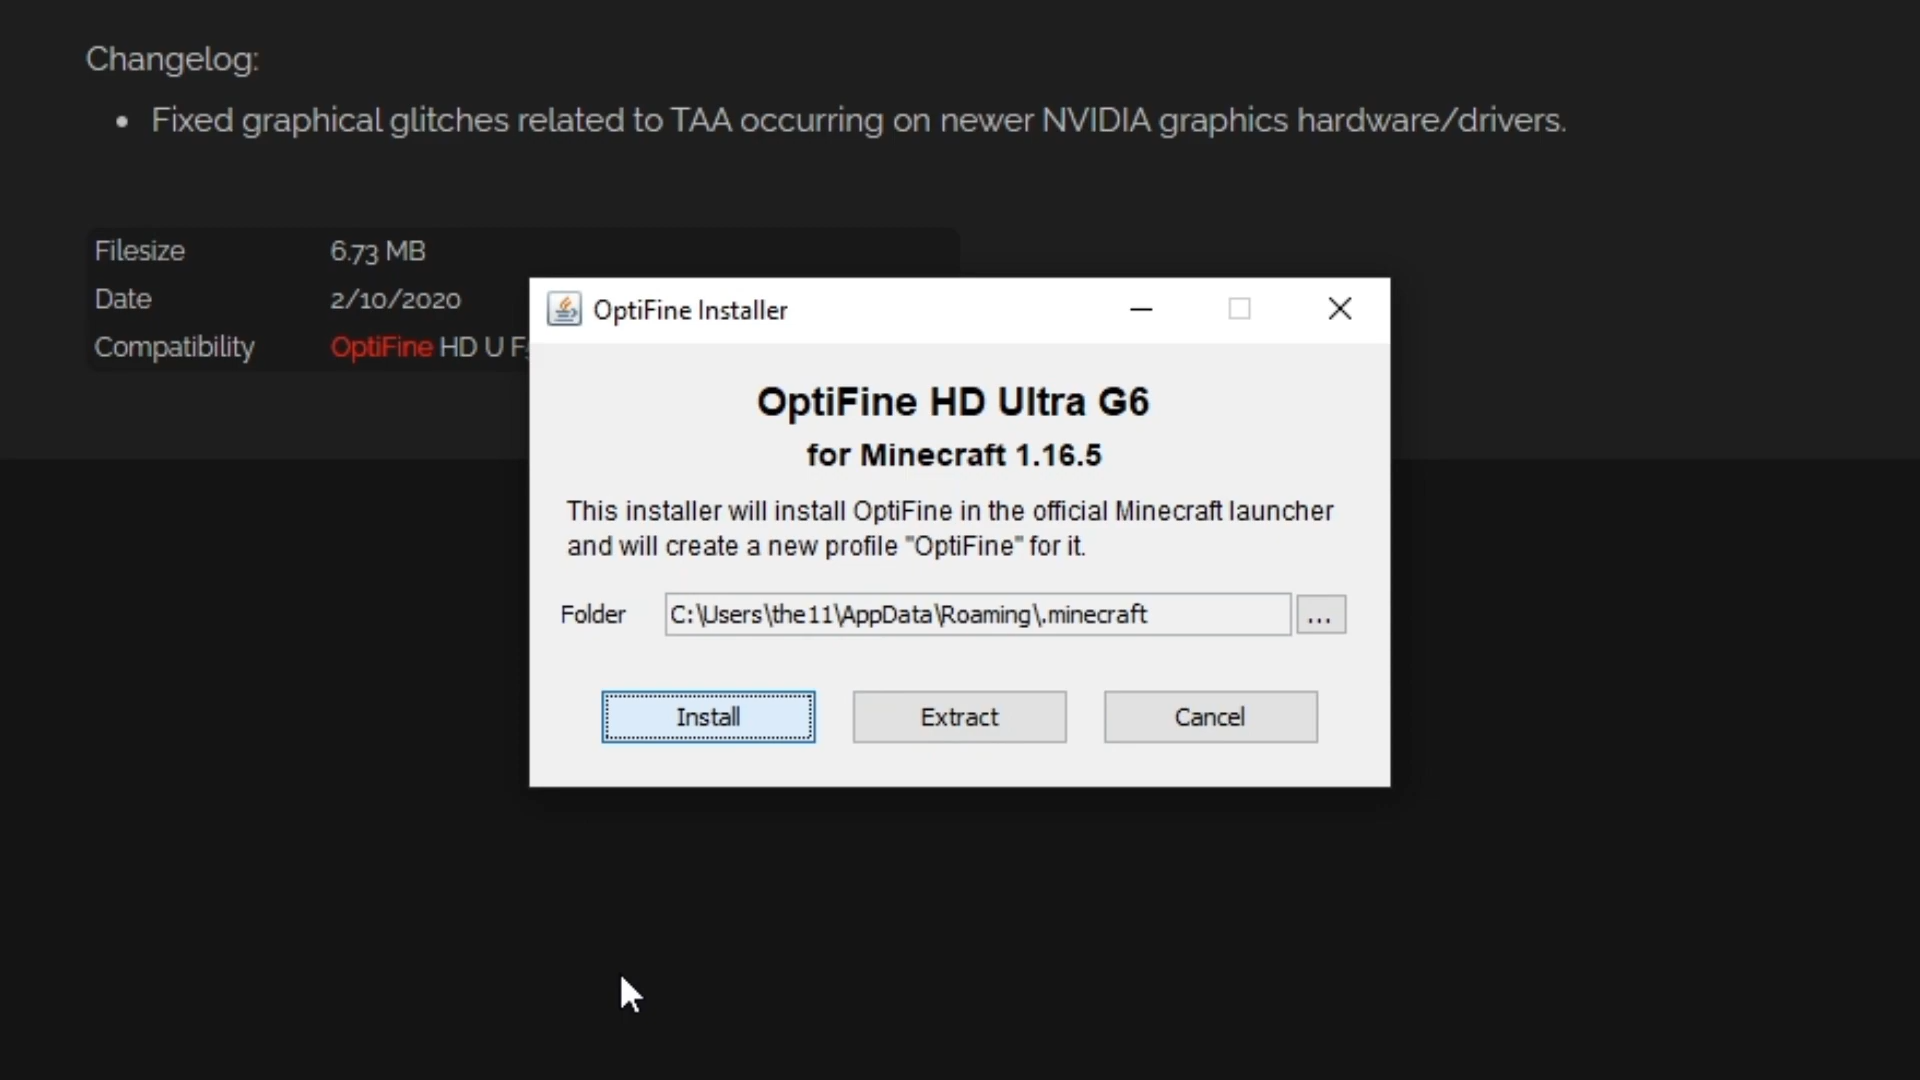 Changelog:
• Fixed graphical glitches related to TAA occurring on newer NVIDIA graphics hardware/drivers.
Filesize 6.73 MB
Date 2/10/2020
Compatibility OptiFine HD U
OptiFine Installer
OptiFine HD Ultra G6
for Minecraft 1.16.5
This installer will install OptiFine in the official Minecraft launcher
and will create a new profile "OptiFine" for it.
Folder C:\Users\the11\AppData\Roaming\.minecraft ...
Install Extract Cancel